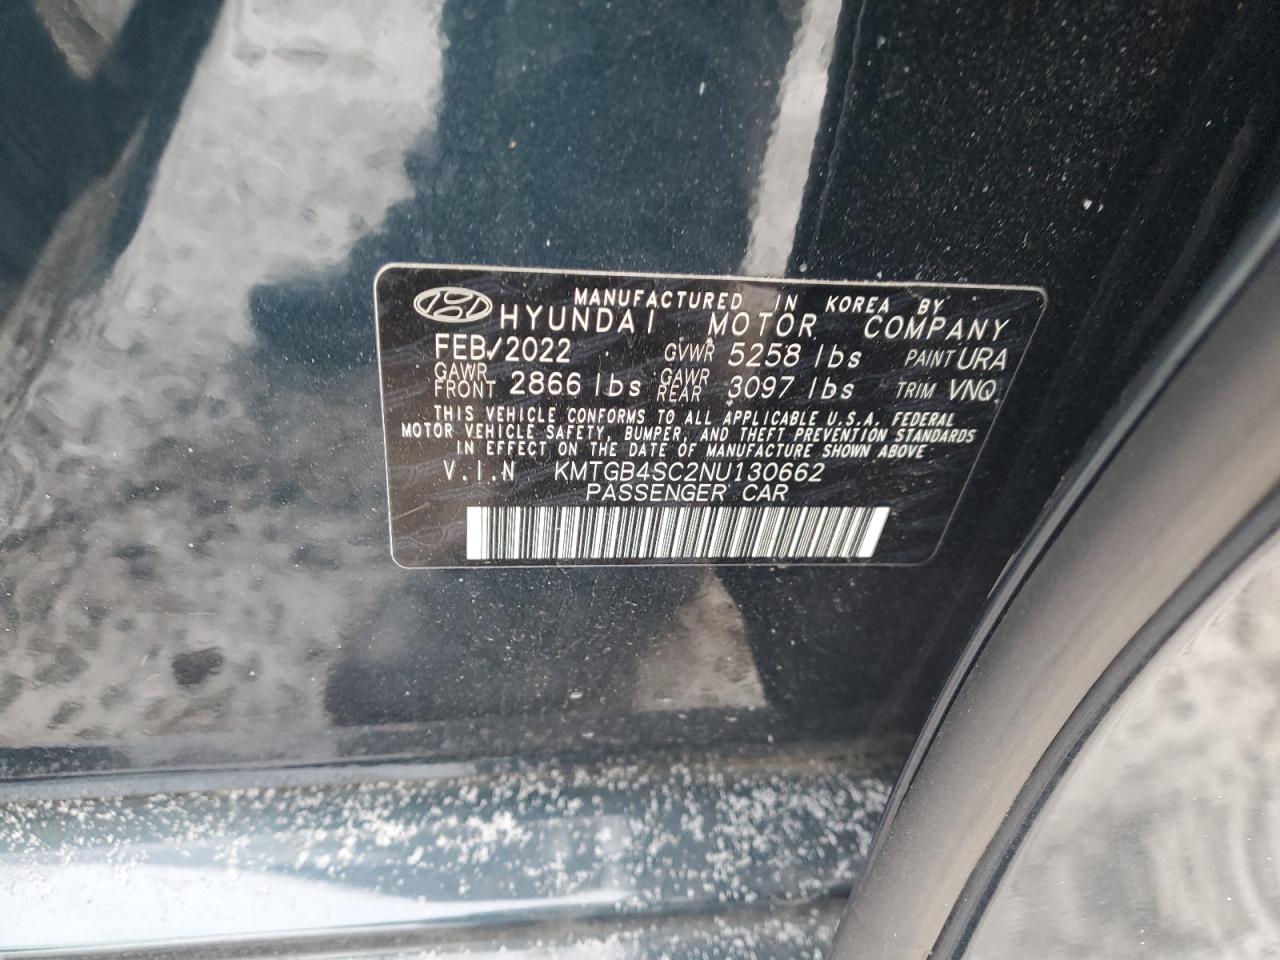 MANUFACTURED IN KOREA BY
HYUNDAI MOTOR COMPANY
FEB/2022 GVWR 5258 lbs PAINT URA
GAWR FRONT 2866 lbs GAWR REAR 3097 lbs TRIM VNQ
THIS VEHICLE CONFORMS TO ALL APPLICABLE U.S.A. FEDERAL
MOTOR VEHICLE SAFETY, BUMPER, AND THEFT PREVENTION STANDARDS
IN EFFECT ON THE DATE OF MANUFACTURE SHOWN ABOVE
V.I.N KMTGB4SC2NU130662
PASSENGER CAR